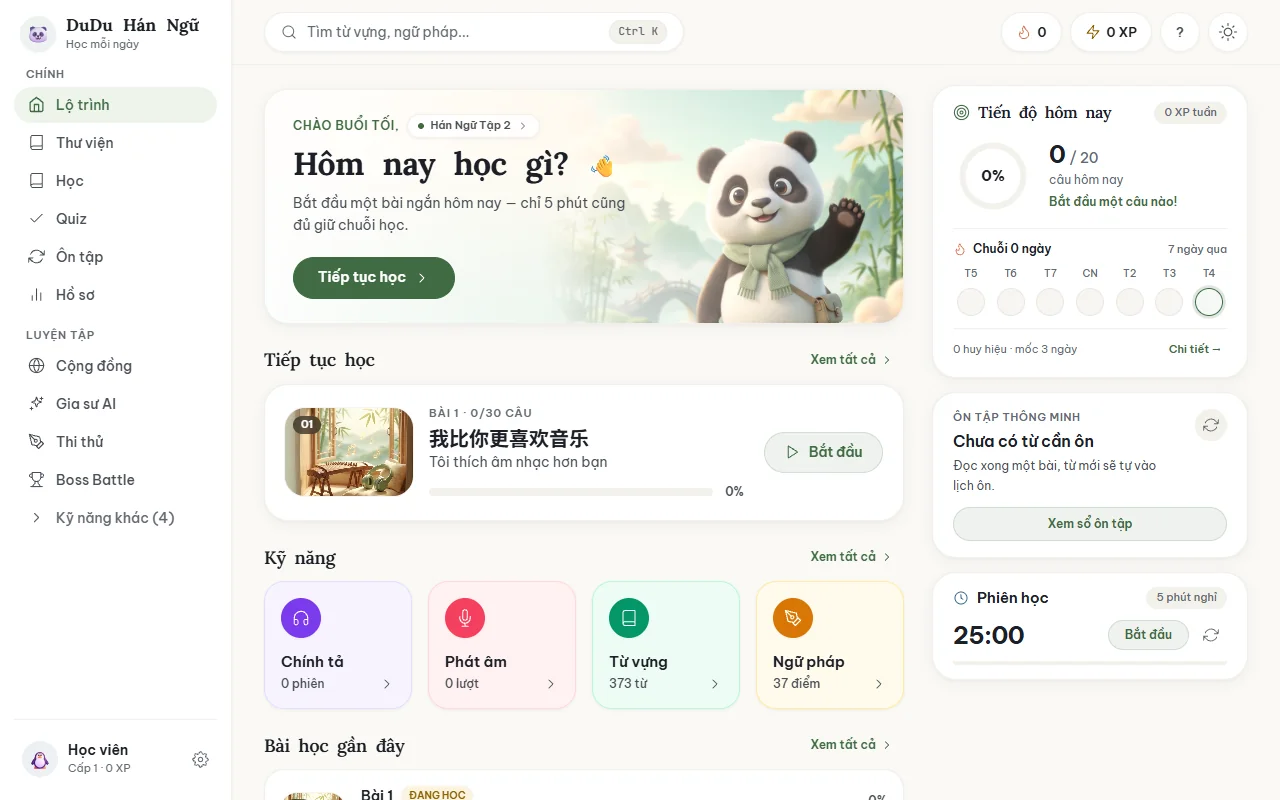 DuDu Hán Ngữ
Học mỗi ngày
CHÍNH
Lộ trình
Thư viện
Học
Quiz
Ôn tập
Hồ sơ
LUYỆN TẬP
Cộng đồng
Gia sư AI
Thi thử
Boss Battle
Kỹ năng khác (4)
Học viên
Cấp 1 · 0 XP
Tìm từ vựng, ngữ pháp...
Ctrl K
0
0 XP
?
CHÀO BUỔI TỐI,
Hán Ngữ Tập 2
Hôm nay học gì?
Bắt đầu một bài ngắn hôm nay — chỉ 5 phút cũng
đủ giữ chuỗi học.
Tiếp tục học
Tiếp tục học
Xem tất cả
01
BÀI 1 · 0/30 CÂU
我比你更喜欢音乐
Tôi thích âm nhạc hơn bạn
0%
Bắt đầu
Kỹ năng
Xem tất cả
Chính tả
0 phiên
Phát âm
0 lượt
Từ vựng
373 từ
Ngữ pháp
37 điểm
Bài học gần đây
Xem tất cả
Bài 1
ĐANG HỌC
0%
Tiến độ hôm nay
0 XP tuần
0%
0 / 20
câu hôm nay
Bắt đầu một câu nào!
Chuỗi 0 ngày
7 ngày qua
T5 T6 T7 CN T2 T3 T4
0 huy hiệu · mốc 3 ngày
Chi tiết →
ÔN TẬP THÔNG MINH
Chưa có từ cần ôn
Đọc xong một bài, từ mới sẽ tự vào
lịch ôn.
Xem sổ ôn tập
Phiên học
5 phút nghỉ
25:00
Bắt đầu